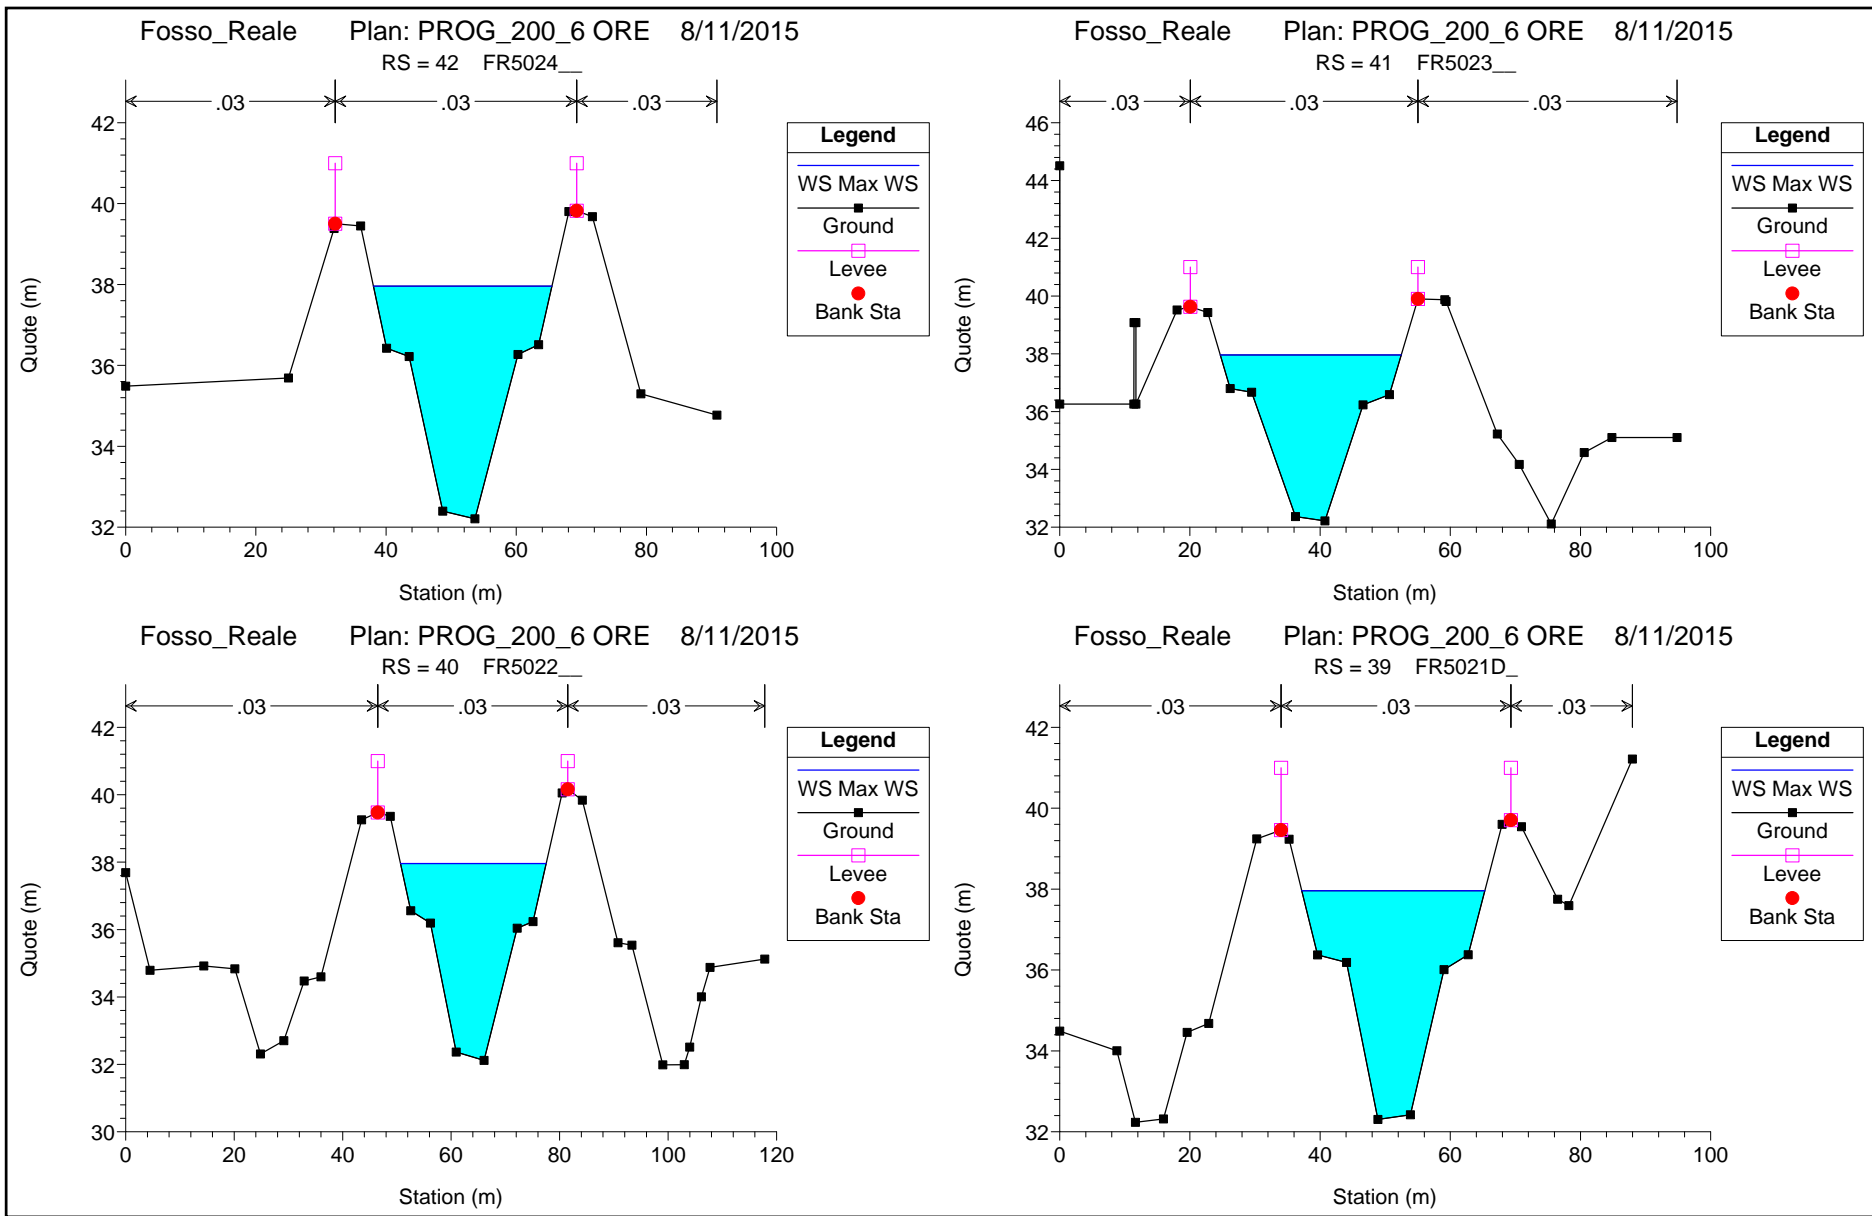 Fosso_Reale Plan: PROG_200_6 ORE 8/11/2015
RS = 42 FR5024__
.03 .03 .03
42
40
38
36
34
32
0 20 40 60 80 100
Quote (m)
Station (m)
Legend
WS Max WS
Ground
Levee
Bank Sta
Fosso_Reale Plan: PROG_200_6 ORE 8/11/2015
RS = 41 FR5023__
.03 .03 .03
46
44
42
40
38
36
34
32
0 20 40 60 80 100
Quote (m)
Station (m)
Legend
WS Max WS
Ground
Levee
Bank Sta
Fosso_Reale Plan: PROG_200_6 ORE 8/11/2015
RS = 40 FR5022__
.03 .03 .03
42
40
38
36
34
32
30
0 20 40 60 80 100 120
Quote (m)
Station (m)
Legend
WS Max WS
Ground
Levee
Bank Sta
Fosso_Reale Plan: PROG_200_6 ORE 8/11/2015
RS = 39 FR5021D_
.03 .03 .03
42
40
38
36
34
32
0 20 40 60 80 100
Quote (m)
Station (m)
Legend
WS Max WS
Ground
Levee
Bank Sta